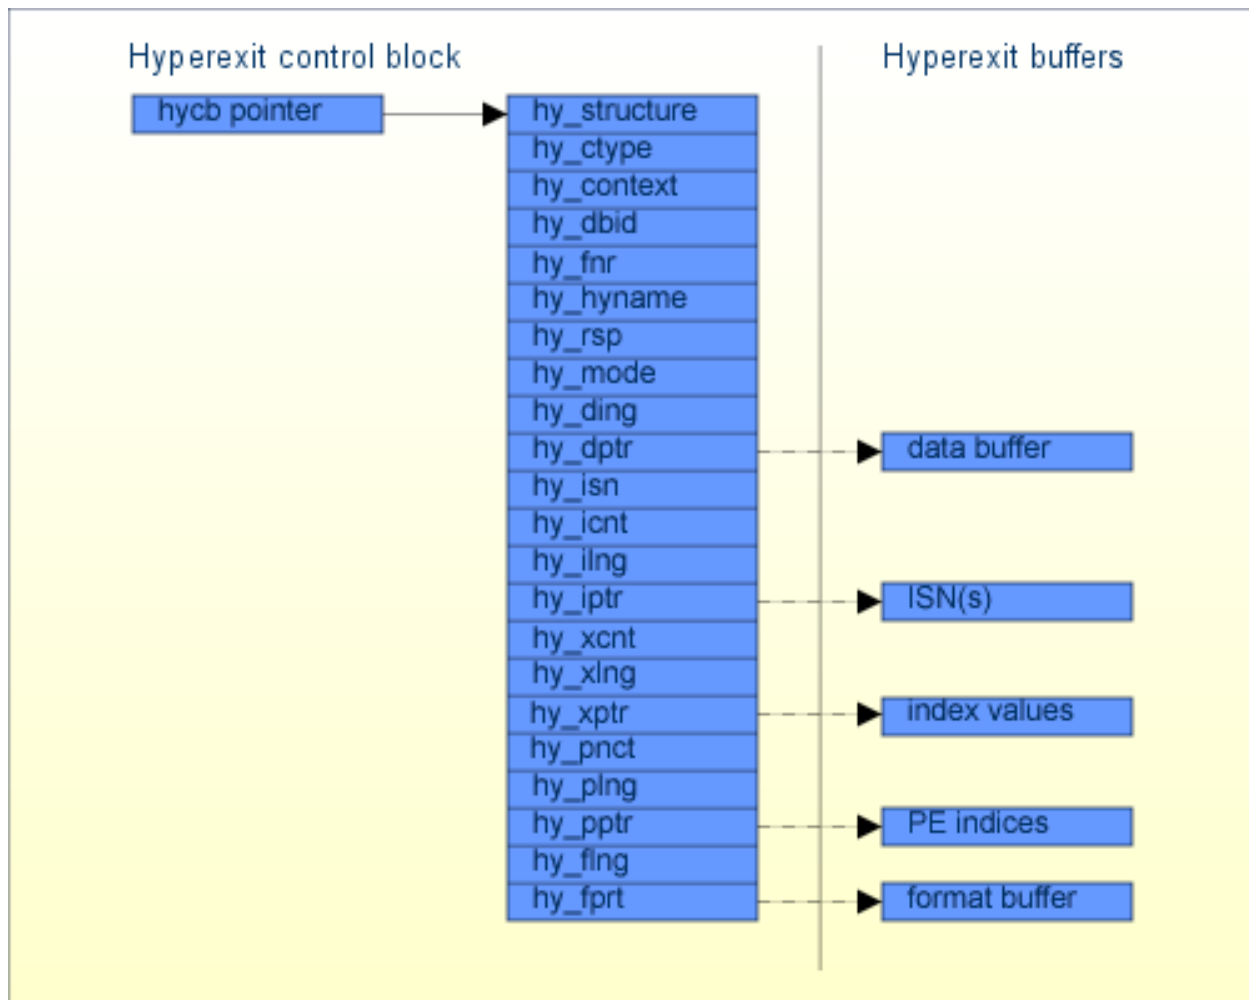 Hyperexit control block
Hyperexit buffers
hycb pointer
hy_structure
hy_ctype
hy_context
hy_dbid
hy_fnr
hy_hyname
hy_rsp
hy_mode
hy_ding
hy_dptr
data buffer
hy_isn
hy_icnt
hy_ilng
hy_iptr
ISN(s)
hy_xcnt
hy_xlng
hy_xptr
index values
hy_pnct
hy_plng
hy_pptr
PE indices
hy_flng
hy_fprt
format buffer